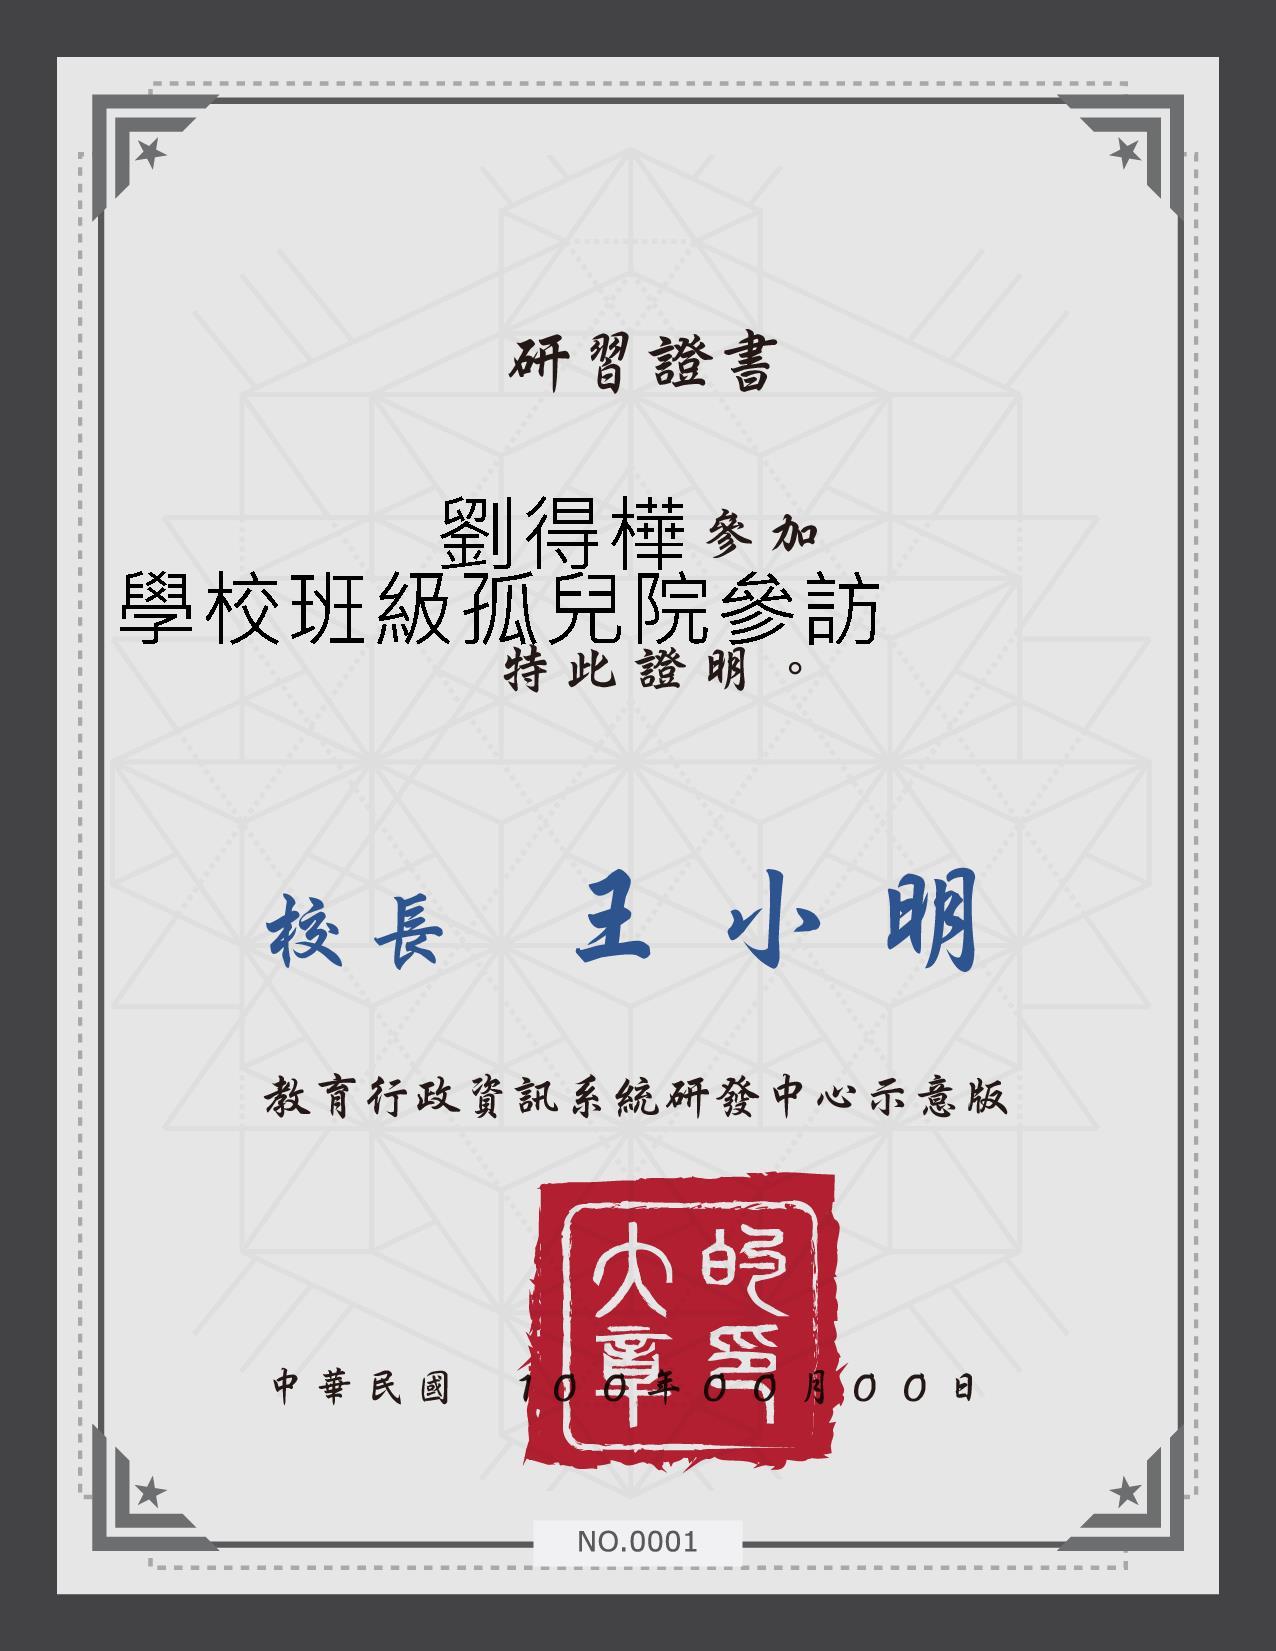 研習證書
劉得樺參加
學校班級孤兒院參訪
特此證明。
校長 王小明
教育行政資訊系統研發中心示意版
的印
大章
中華民國 100年00月00日
NO.0001